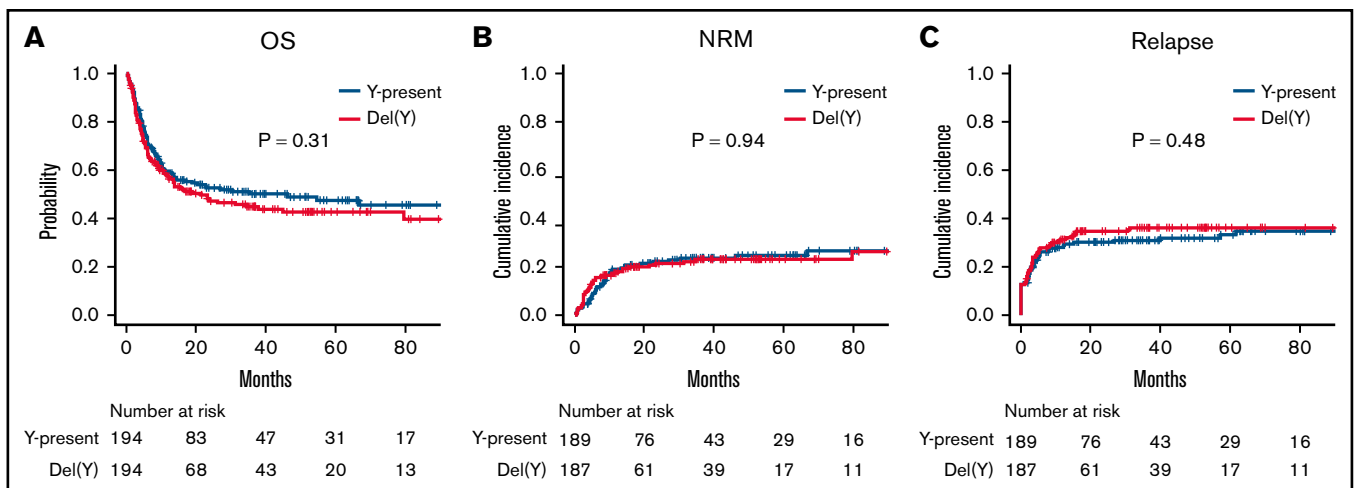 A OS
1.0
0.8
0.6
0.4
0.2
0.0
Probability
Y-present
Del(Y)
P = 0.31
0 20 40 60 80
Months
Number at risk
Y-present 194 83 47 31 17
Del(Y) 194 68 43 20 13
B NRM
1.0
0.8
0.6
0.4
0.2
0.0
Cumulative incidence
Y-present
Del(Y)
P = 0.94
0 20 40 60 80
Months
Number at risk
Y-present 189 76 43 29 16
Del(Y) 187 61 39 17 11
C Relapse
1.0
0.8
0.6
0.4
0.2
0.0
Cumulative incidence
Y-present
Del(Y)
P = 0.48
0 20 40 60 80
Months
Number at risk
Y-present 189 76 43 29 16
Del(Y) 187 61 39 17 11